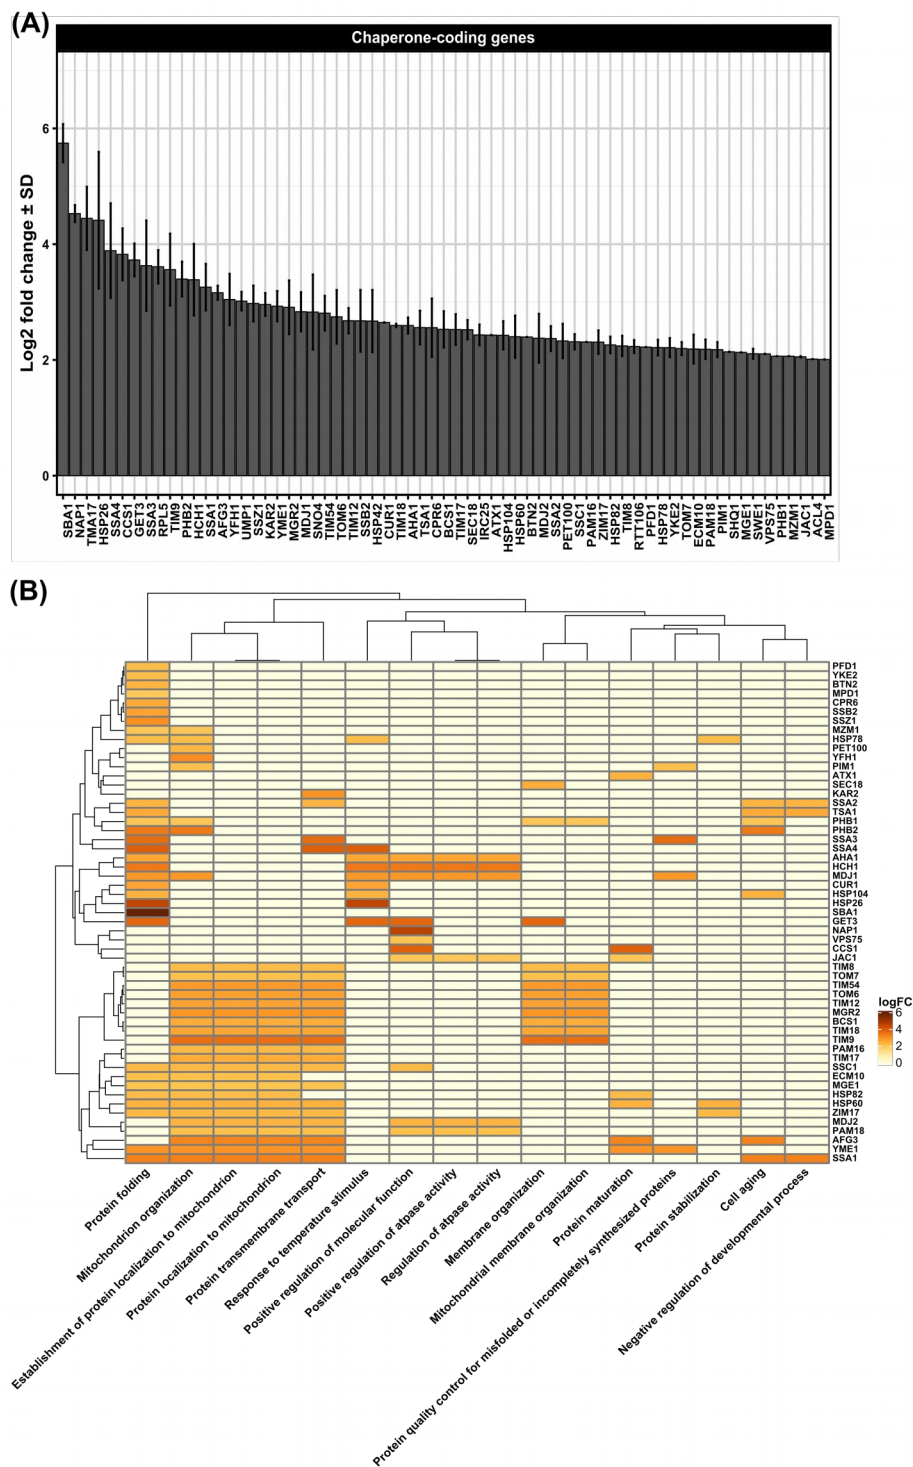 (A)
Chaperone-coding genes
Log2 fold change ± SD
6
4
2
0
SBA1
NAP1
TMA17
HSP26
SSA4
CCS1
GET3
SSA3
RPL5
TIM9
PHB2
HCH1
SSA1
AFG3
YFH1
UMP1
SSZ1
KAR2
YME1
MGR2
MDJ1
SNO4
TIM54
TOM6
TIM12
SSB2
HSP42
CUR1
TIM18
AHA1
TSA1
CPR6
BCS1
TIM17
SEC18
IRC25
ATX1
HSP104
HSP60
BTN2
MDJ2
SSA2
PET100
SSC1
PAM16
ZIM17
HSP82
TIM8
RTT106
PFD1
HSP78
YKE2
TOM7
ECM10
PAM18
PIM1
SHQ1
MGE1
SWE1
VPS75
PHB1
MZM1
JAC1
ACL4
MPD1
(B)
PFD1
YKE2
BTN2
MPD1
CPR6
SSB2
SSZ1
MZM1
HSP78
PET100
YFH1
PIM1
ATX1
SEC18
KAR2
SSA2
TSA1
PHB1
PHB2
SSA3
SSA4
AHA1
HCH1
MDJ1
CUR1
HSP104
HSP26
SBA1
GET3
NAP1
VPS75
CCS1
JAC1
TIM8
TOM7
TIM54
TOM6
TIM12
MGR2
BCS1
TIM18
TIM9
PAM16
TIM17
SSC1
ECM10
MGE1
HSP82
HSP60
ZIM17
MDJ2
PAM18
AFG3
YME1
SSA1
logFC
6
4
2
0
Protein folding
Mitochondrion organization
Establishment of protein localization to mitochondrion
Protein localization to mitochondrion
Protein transmembrane transport
Response to temperature stimulus
Positive regulation of molecular function
Positive regulation of atpase activity
Regulation of atpase activity
Membrane organization
Mitochondrial membrane organization
Protein maturation
Protein quality control for misfolded or incompletely synthesized proteins
Protein stabilization
Cell aging
Negative regulation of developmental process